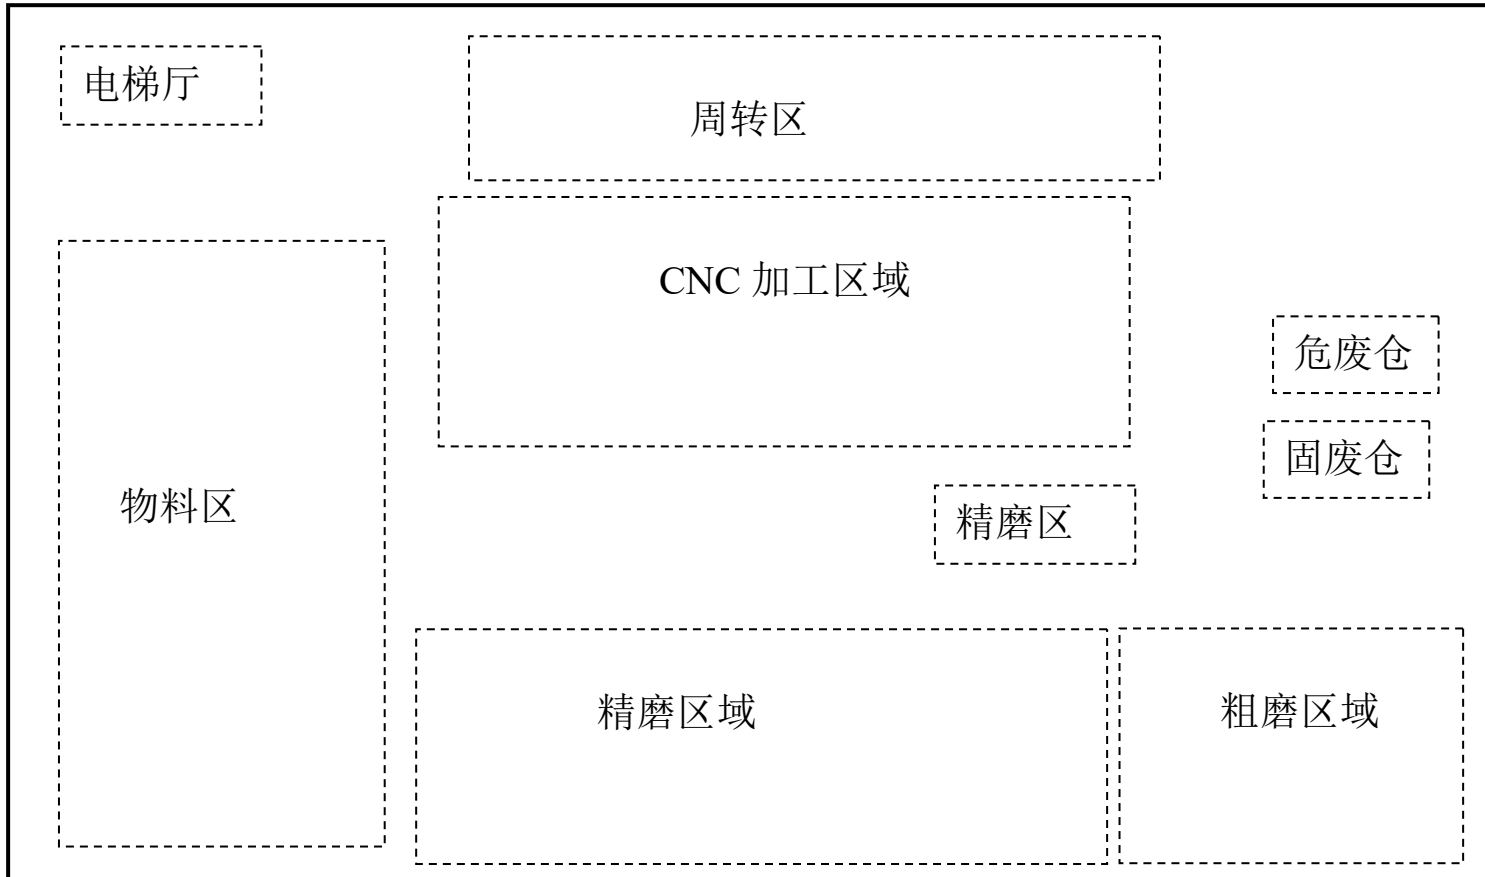 电梯厅
周转区
CNC 加工区域
危废仓
固废仓
物料区
精磨区
精磨区域
粗磨区域